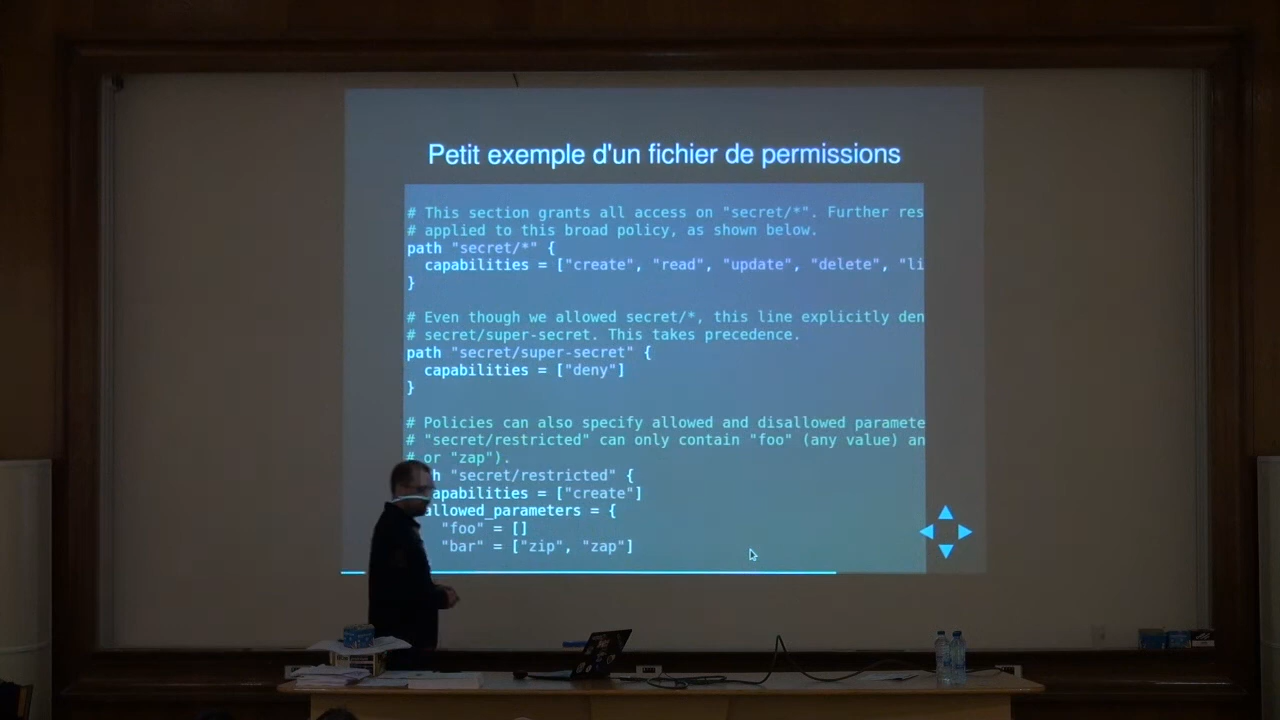 Petit exemple d'un fichier de permissions
# This section grants all access on "secret/*". Further res
# applied to this broad policy, as shown below.
path "secret/*" {
capabilities = ["create", "read", "update", "delete", "li
}
# Even though we allowed secret/*, this line explicitly den
# secret/super-secret. This takes precedence.
path "secret/super-secret" {
capabilities = ["deny"]
}
# Policies can also specify allowed and disallowed paramete
# "secret/restricted" can only contain "foo" (any value) an
# or "zap").
h "secret/restricted" {
capabilities = ["create"]
allowed_parameters = {
"foo" = []
"bar" = ["zip", "zap"]